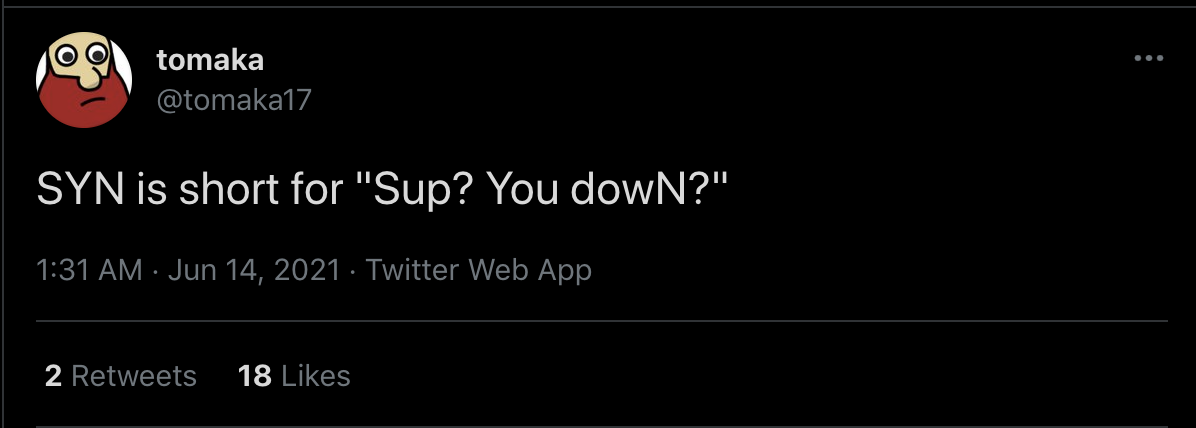 tomaka
@tomaka17
SYN is short for "Sup? You dowN?"
1:31 AM · Jun 14, 2021 · Twitter Web App
2 Retweets 18 Likes